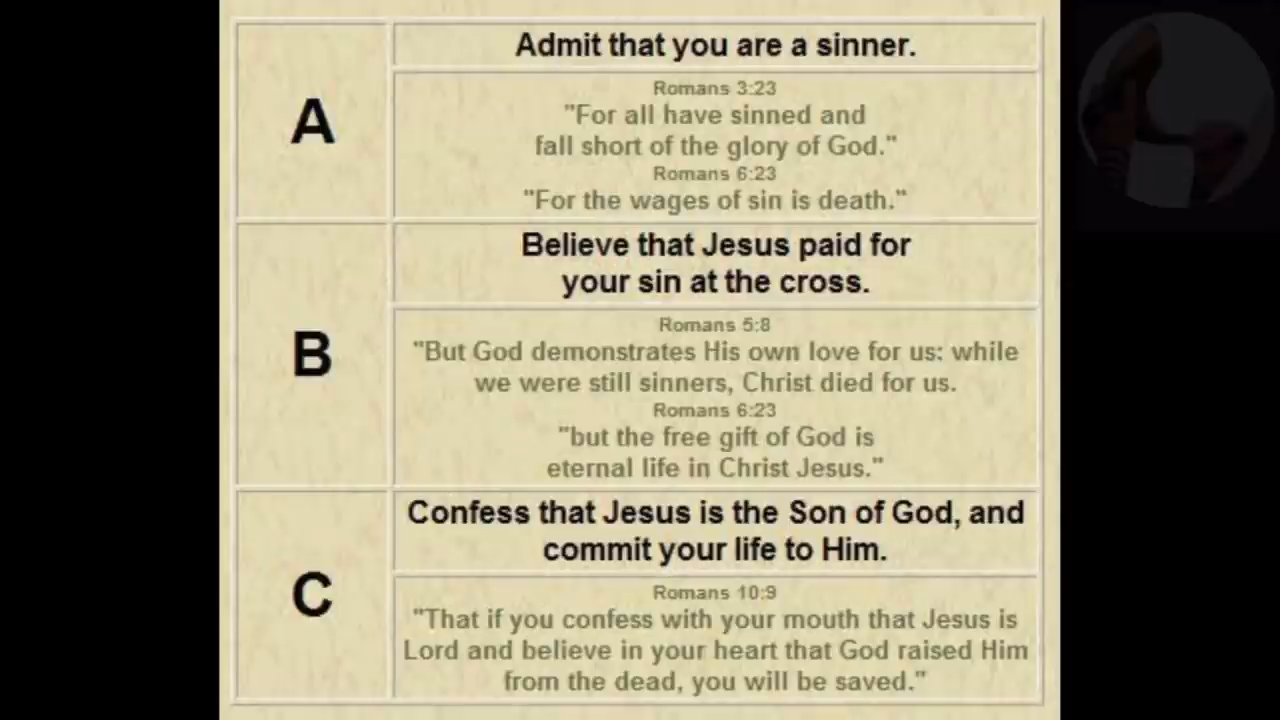 A
Admit that you are a sinner.
Romans 3:23
"For all have sinned and
fall short of the glory of God."
Romans 6:23
"For the wages of sin is death."
B
Believe that Jesus paid for
your sin at the cross.
Romans 5:8
"But God demonstrates His own love for us: while
we were still sinners, Christ died for us.
Romans 6:23
"but the free gift of God is
eternal life in Christ Jesus."
C
Confess that Jesus is the Son of God, and
commit your life to Him.
Romans 10:9
"That if you confess with your mouth that Jesus is
Lord and believe in your heart that God raised Him
from the dead, you will be saved."